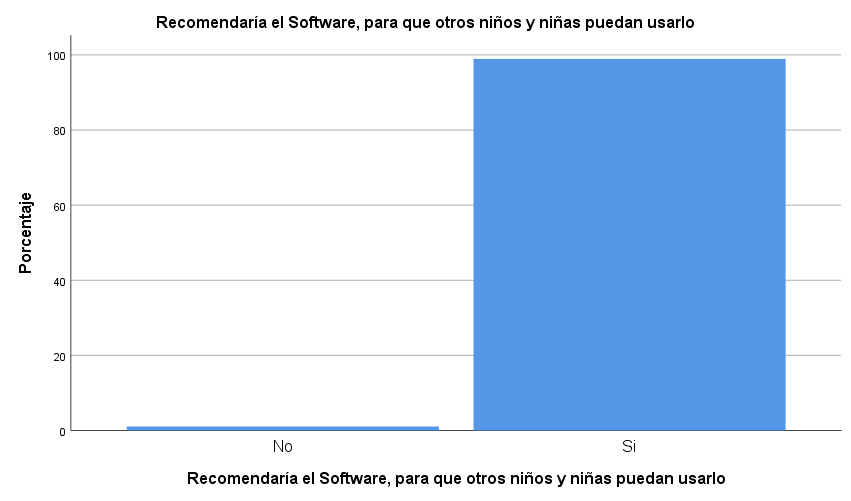 Recomendaría el Software, para que otros niños y niñas puedan usarlo
100
80
60
40
20
0
Porcentaje
No
Si
Recomendaría el Software, para que otros niños y niñas puedan usarlo